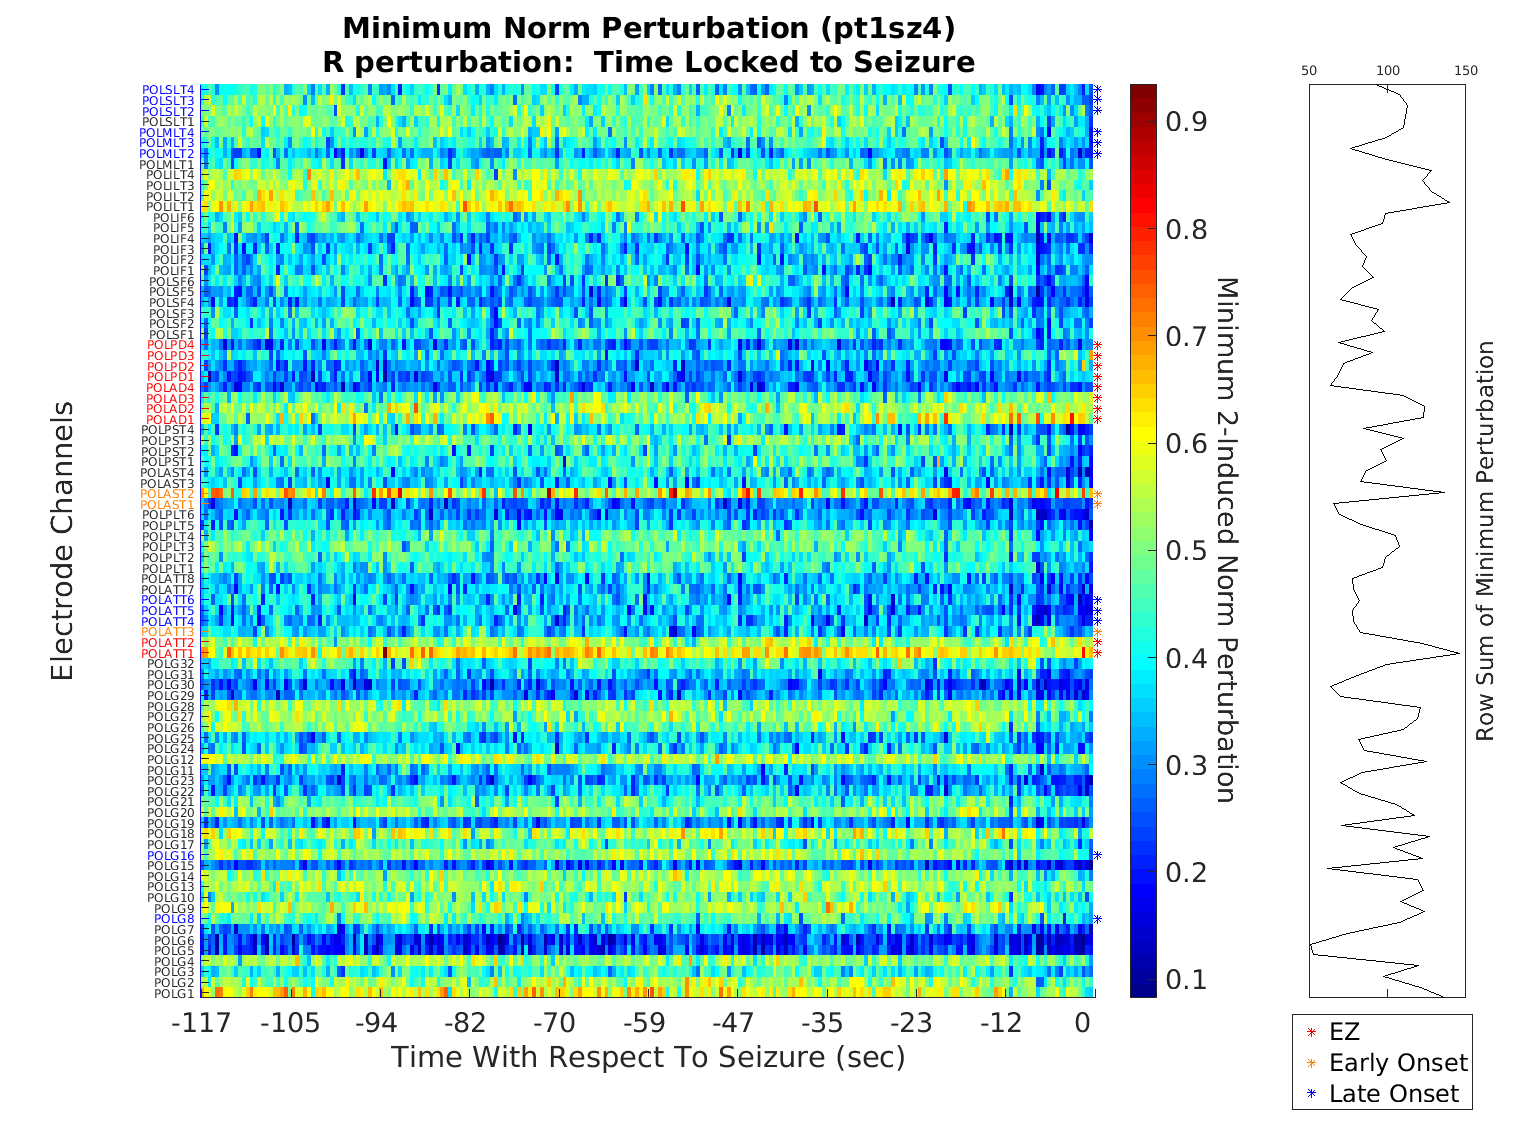 Minimum Norm Perturbation (pt1sz4)
R perturbation:  Time Locked to Seizure
Electrode Channels
POLSLT4
POLSLT3
POLSLT2
POLSLT1
POLMLT4
POLMLT3
POLMLT2
POLMLT1
POLILT4
POLILT3
POLILT2
POLILT1
POLIF6
POLIF5
POLIF4
POLIF3
POLIF2
POLIF1
POLSF6
POLSF5
POLSF4
POLSF3
POLSF2
POLSF1
POLPD4
POLPD3
POLPD2
POLPD1
POLAD4
POLAD3
POLAD2
POLAD1
POLPST4
POLPST3
POLPST2
POLPST1
POLAST4
POLAST3
POLAST2
POLAST1
POLPLT6
POLPLT5
POLPLT4
POLPLT3
POLPLT2
POLPLT1
POLATT8
POLATT7
POLATT6
POLATT5
POLATT4
POLATT3
POLATT2
POLATT1
POLG32
POLG31
POLG30
POLG29
POLG28
POLG27
POLG26
POLG25
POLG24
POLG12
POLG11
POLG23
POLG22
POLG21
POLG20
POLG19
POLG18
POLG17
POLG16
POLG15
POLG14
POLG13
POLG10
POLG9
POLG8
POLG7
POLG6
POLG5
POLG4
POLG3
POLG2
POLG1
-117 -105 -94 -82 -70 -59 -47 -35 -23 -12 0
Time With Respect To Seizure (sec)
0.9
0.8
0.7
0.6
0.5
0.4
0.3
0.2
0.1
Minimum 2-Induced Norm Perturbation
50 100 150
Row Sum of Minimum Perturbation
EZ
Early Onset
Late Onset